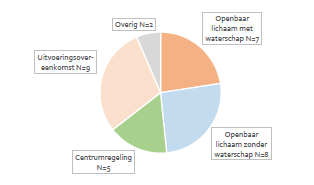 Overig N=2
Openbaar
lichaam met
waterschap N=7
Uitvoeringsover-
eenkomst N=9
Openbaar
lichaam zonder
waterschap N=8
Centrumregeling
N=5